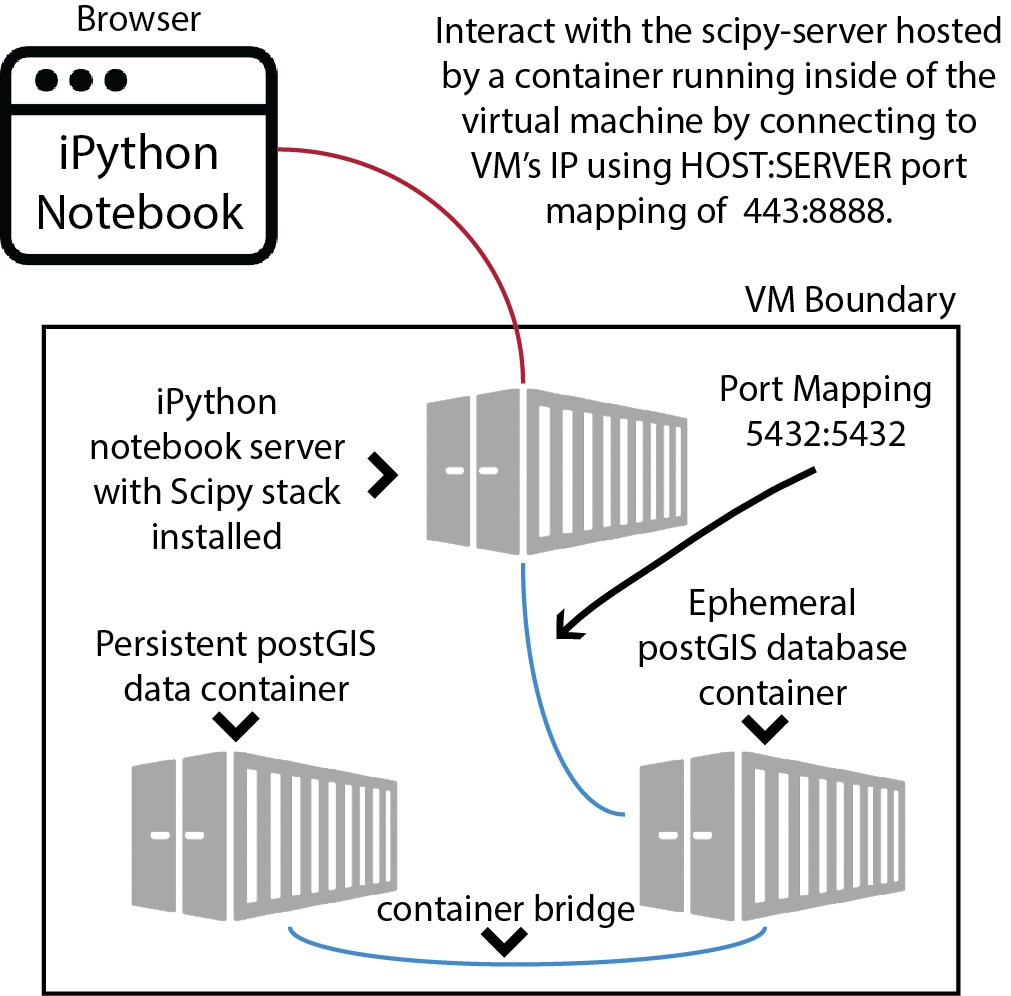 Browser
iPython
Notebook
Interact with the scipy-server hosted
by a container running inside of the
virtual machine by connecting to
VM's IP using HOST:SERVER port
mapping of 443:8888.
VM Boundary
iPython
notebook server
with Scipy stack
installed
Port Mapping
5432:5432
Persistent postGIS
data container
Ephemeral
postGIS database
container
container bridge